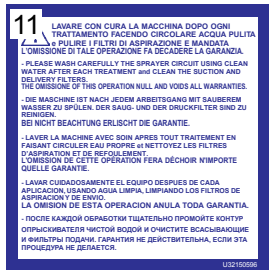 11
LAVARE CON CURA LA MACCHINA DOPO OGNI
TRATTAMENTO FACENDO CIRCOLARE ACQUA PULITA
e PULIRE I FILTRI DI ASPIRAZIONE E MANDATA
L'OMISSIONE DI TALE OPERAZIONE FA DECADERE LA GARANZIA.
- PLEASE WASH CAREFULLY THE SPRAYER CIRCUIT USING CLEAN
WATER AFTER EACH TREATMENT and CLEAN THE SUCTION AND
DELIVERY FILTERS.
THE OMISSIONE OF THIS OPERATION NULL AND VOIDS ALL WARRANTIES.
- DIE MASCHINE IST NACH JEDEM ARBEITSGANG MIT SAUBEREM
WASSER ZU SPÜLEN. DER SAUG- UND DER DRUCKFILTER SIND ZU
REINIGEN.
BEI NICHT BEACHTUNG ERLISCHT DIE GARANTIE.
- LAVER LA MACHINE AVEC SOIN APRES TOUT TRAITEMENT EN
FAISANT CIRCULER EAU PROPRE et NETTOYEZ LES FILTRES
D'ASPIRATION ET DE REFOULEMENT.
L'OMISSION DE CETTE OPÉRATION FERA DÉCHOIR N'IMPORTE
QUELLE GARANTIE.
- LAVAR CUIDADOSAMENTE EL EQUIPO DESPUES DE CADA
APLICACION, USANDO AGUA LIMPIA, LIMPIANDO LOS FILTROS DE
ASPIRACION Y DE ENVIO.
LA OMISION DE ESTA OPERACION ANULA TODA GARANTIA.
- ПОСЛЕ КАЖДОЙ ОБРАБОТКИ ТЩАТЕЛЬНО ПРОМОЙТЕ КОНТУР
ОПРЫСКИВАТЕЛЯ ЧИСТОЙ ВОДОЙ И ОЧИСТИТЕ ВСАСЫВАЮЩИЕ
И ФИЛЬТРЫ ПОДАЧИ. ГАРАНТИЯ НЕ ДЕЙСТВИТЕЛЬНА, ЕСЛИ ЭТА
ПРОЦЕДУРА НЕ ДЕЛАЕТСЯ.
U32150596